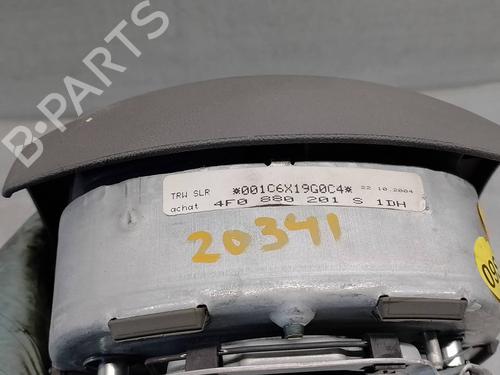 B-PARTS
TRW SLR *001C6X19G0C4* 22.10.2004
achat 4F0 880 201 S 1DH
20341